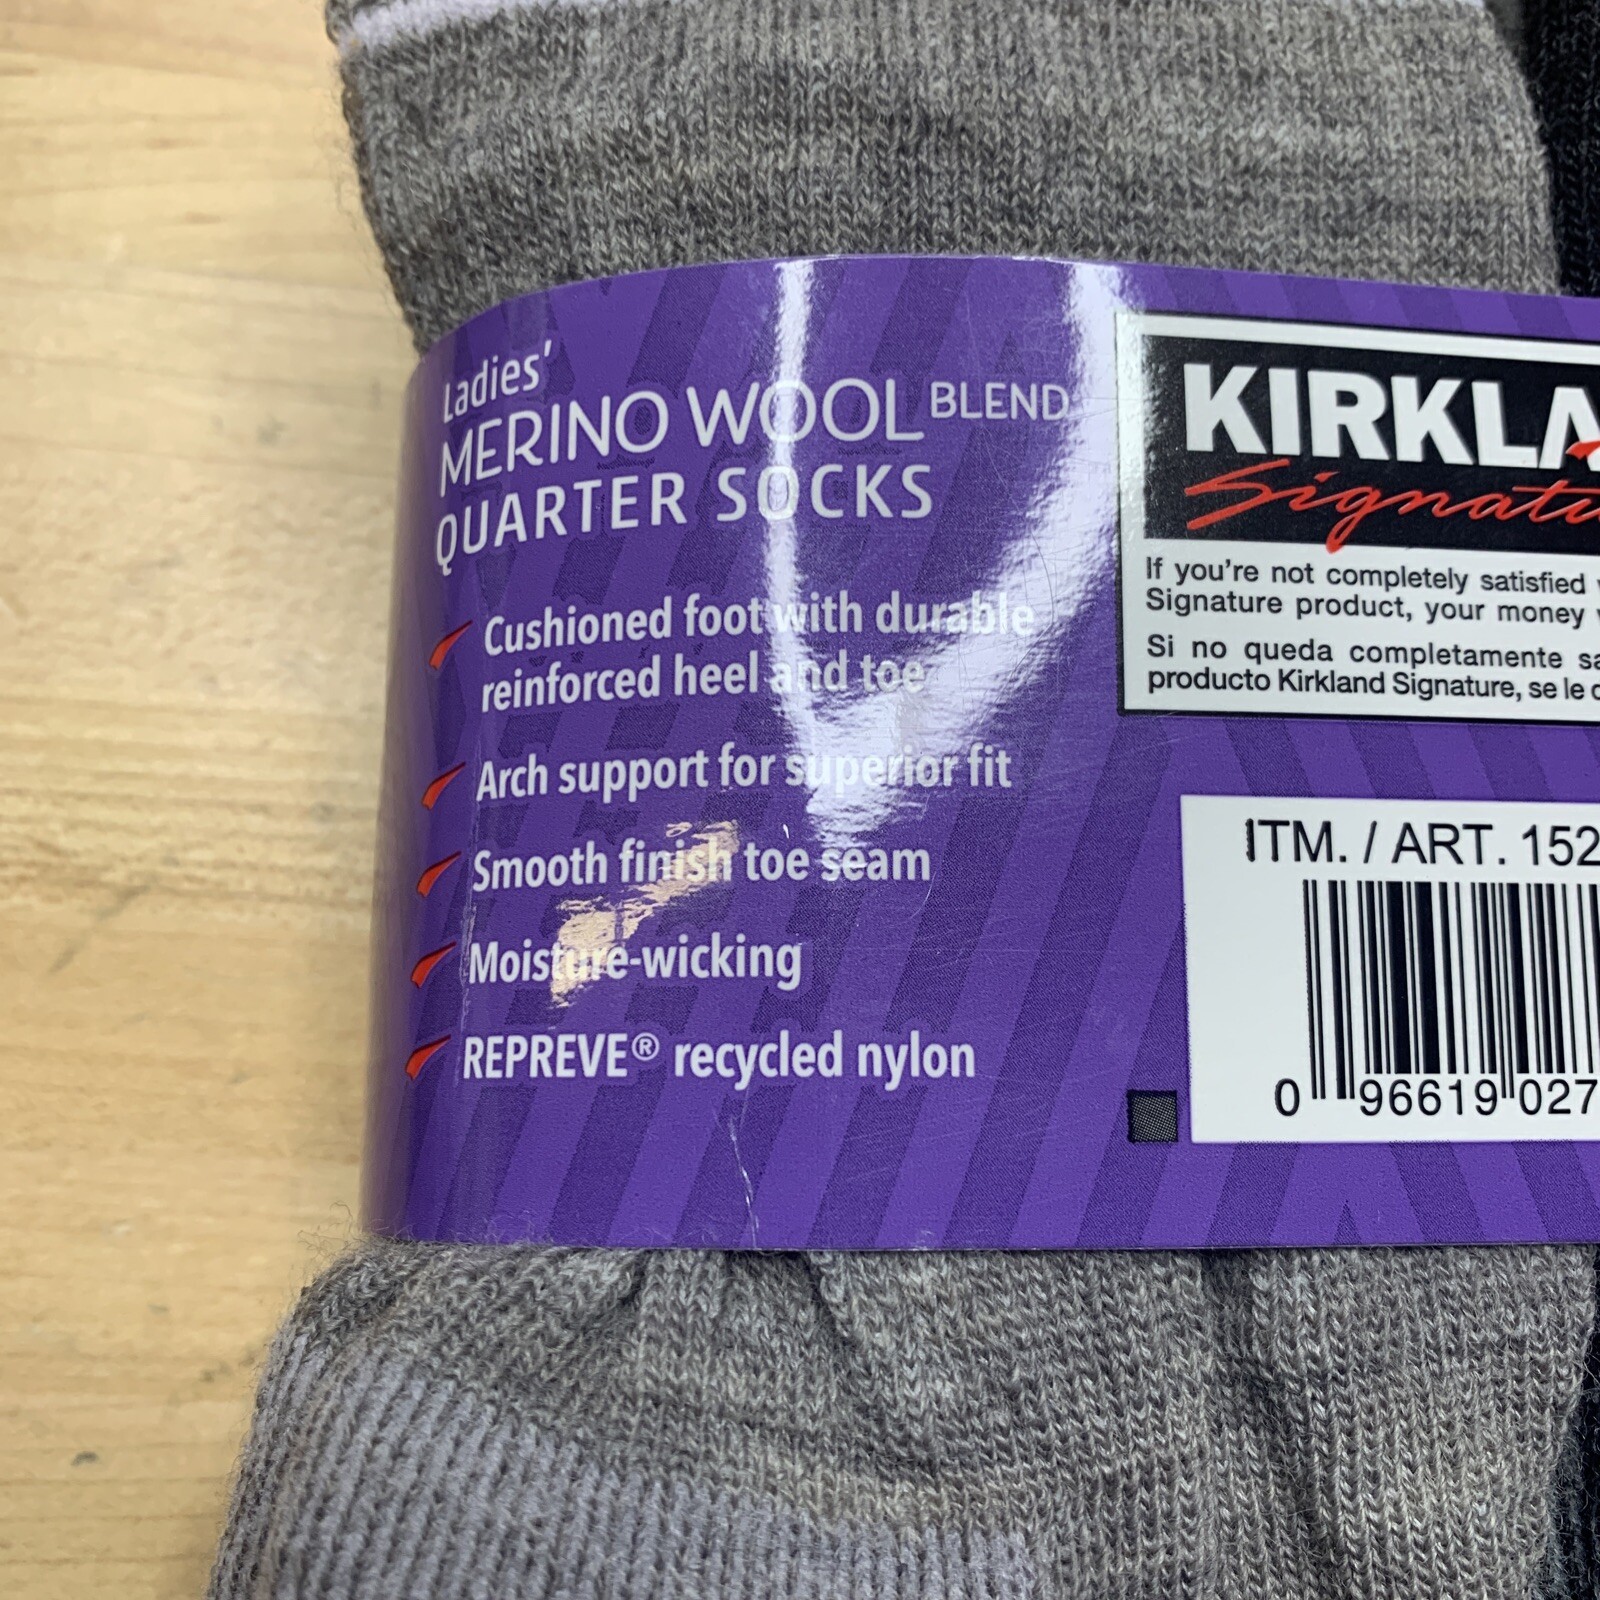 Ladies'
MERINO WOOL BLEND
QUARTER SOCKS
Cushioned foot with durable
reinforced heel and toe
Arch support for superior fit
Smooth finish toe seam
Moisture-wicking
REPREVE® recycled nylon
KIRKLA
Signatu
If you're not completely satisfied
Signature product, your money
Si no queda completamente sa
producto Kirkland Signature, se le
ITM. / ART. 152
0 96619 027